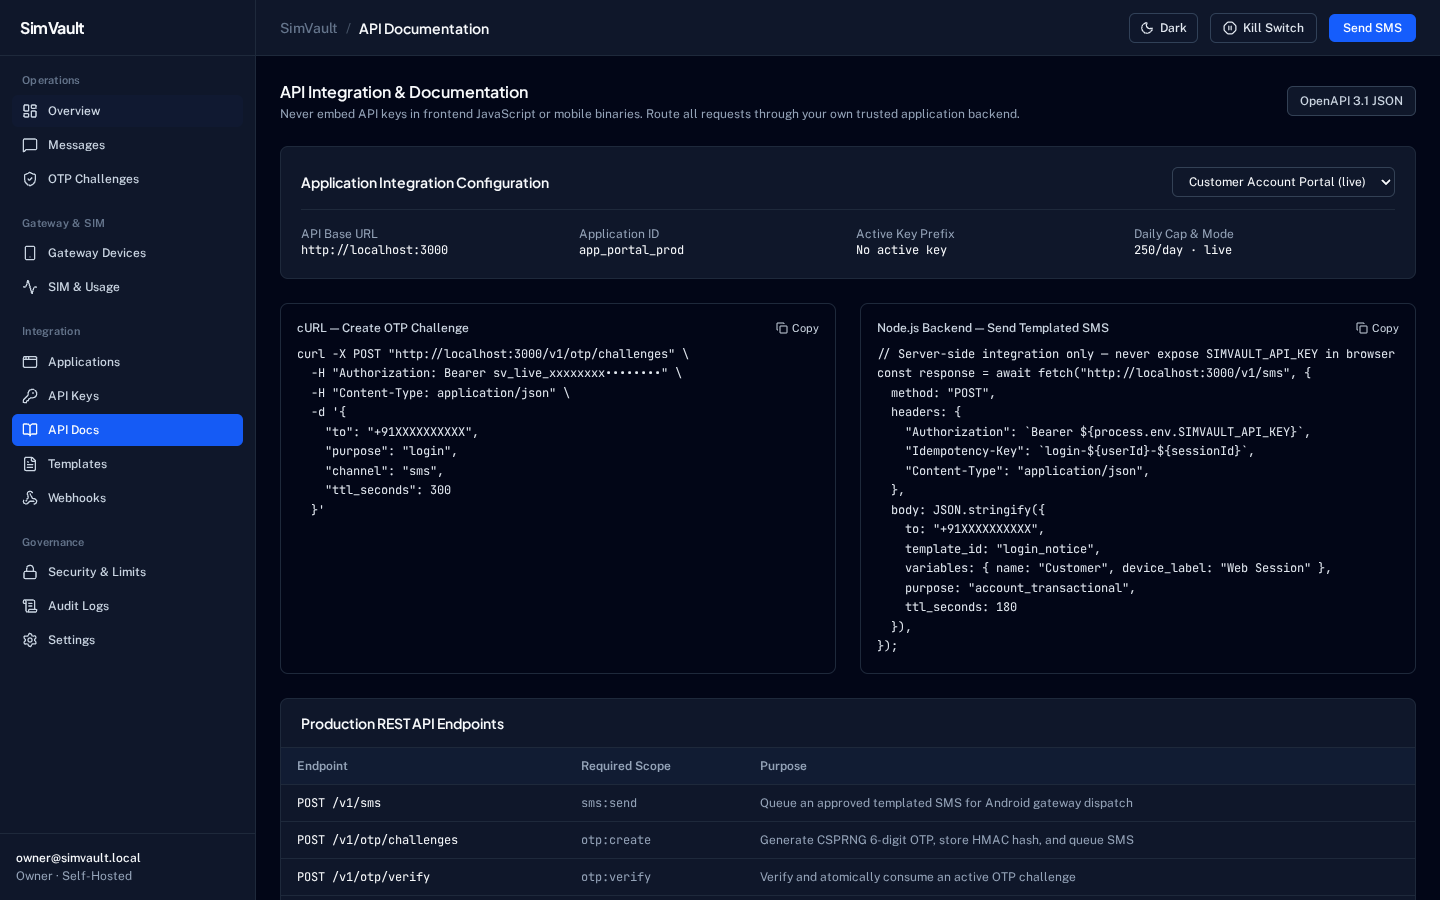 SimVault
SimVault / API Documentation
Dark
Kill Switch
Send SMS
Operations
Overview
Messages
OTP Challenges
Gateway & SIM
Gateway Devices
SIM & Usage
Integration
Applications
API Keys
API Docs
Templates
Webhooks
Governance
Security & Limits
Audit Logs
Settings
owner@simvault.local
Owner · Self-Hosted
API Integration & Documentation
Never embed API keys in frontend JavaScript or mobile binaries. Route all requests through your own trusted application backend.
OpenAPI 3.1 JSON
Application Integration Configuration
Customer Account Portal (live)
API Base URL
http://localhost:3000
Application ID
app_portal_prod
Active Key Prefix
No active key
Daily Cap & Mode
250/day · live
cURL — Create OTP Challenge
Copy
curl -X POST "http://localhost:3000/v1/otp/challenges" \
  -H "Authorization: Bearer sv_live_xxxxxxxx••••••••" \
  -H "Content-Type: application/json" \
  -d '{
    "to": "+91XXXXXXXXXX",
    "purpose": "login",
    "channel": "sms",
    "ttl_seconds": 300
  }'
Node.js Backend — Send Templated SMS
Copy
// Server-side integration only — never expose SIMVAULT_API_KEY in browser
const response = await fetch("http://localhost:3000/v1/sms", {
  method: "POST",
  headers: {
    "Authorization": `Bearer ${process.env.SIMVAULT_API_KEY}`,
    "Idempotency-Key": `login-${userId}-${sessionId}`,
    "Content-Type": "application/json",
  },
  body: JSON.stringify({
    to: "+91XXXXXXXXXX",
    template_id: "login_notice",
    variables: { name: "Customer", device_label: "Web Session" },
    purpose: "account_transactional",
    ttl_seconds: 180
  }),
});
Production REST API Endpoints
Endpoint Required Scope Purpose
POST /v1/sms sms:send Queue an approved templated SMS for Android gateway dispatch
POST /v1/otp/challenges otp:create Generate CSPRNG 6-digit OTP, store HMAC hash, and queue SMS
POST /v1/otp/verify otp:verify Verify and atomically consume an active OTP challenge